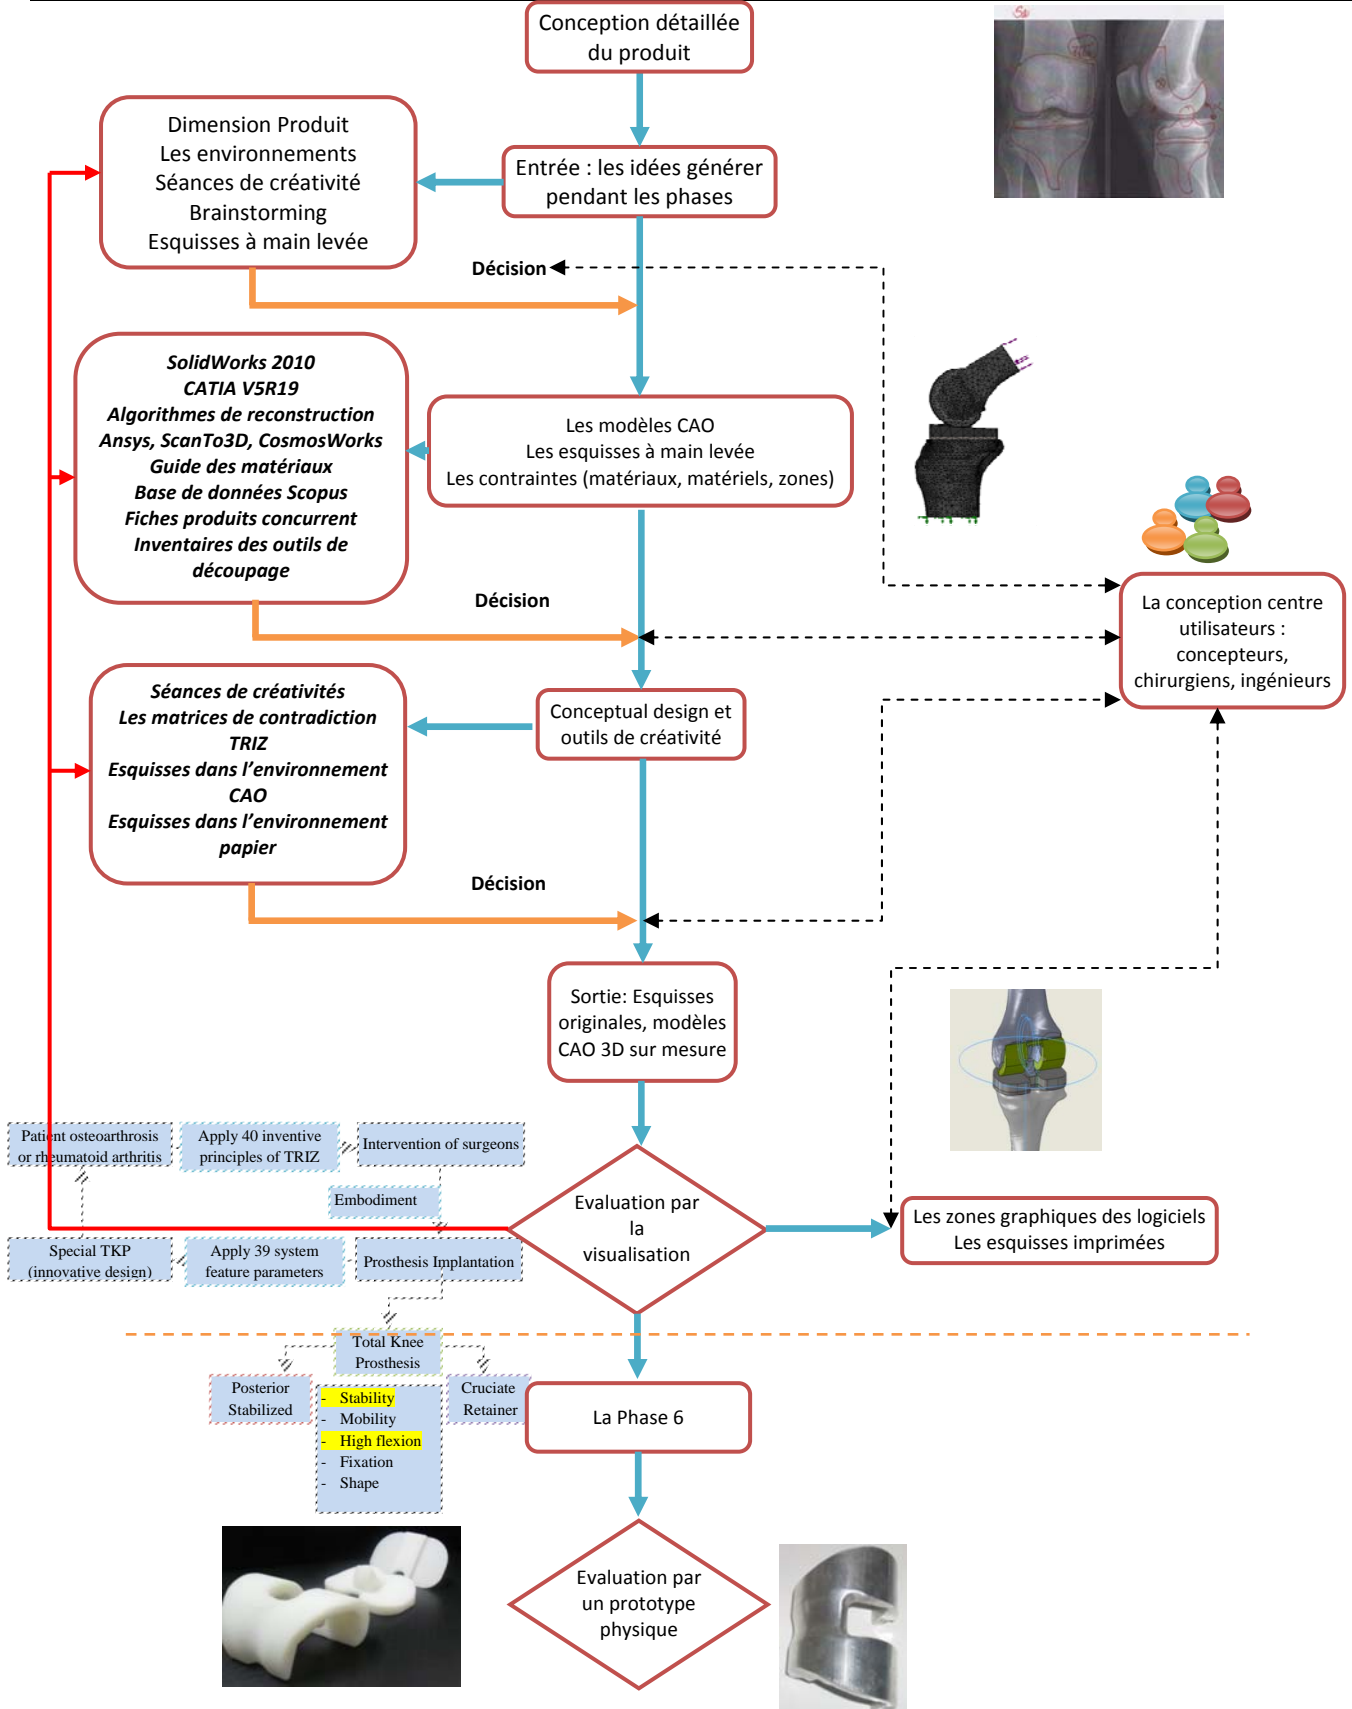 Conception détaillée
du produit
Dimension Produit
Les environnements
Séances de créativité
Brainstorming
Esquisses à main levée
Entrée : les idées générer
pendant les phases
Décision
SolidWorks 2010
CATIA V5R19
Algorithmes de reconstruction
Ansys, ScanTo3D, CosmosWorks
Guide des matériaux
Base de données Scopus
Fiches produits concurrent
Inventaires des outils de
découpage
Les modèles CAO
Les esquisses à main levée
Les contraintes (matériaux, matériels, zones)
Décision
La conception centre
utilisateurs :
concepteurs,
chirurgiens, ingénieurs
Séances de créativités
Les matrices de contradiction
TRIZ
Esquisses dans l’environnement
CAO
Esquisses dans l’environnement
papier
Conceptual design et
outils de créativité
Décision
Sortie: Esquisses
originales, modèles
CAO 3D sur mesure
Patient osteoarthrosis
or rheumatoid arthritis
Apply 40 inventive
principles of TRIZ
Intervention of surgeons
Embodiment
Special TKP
(innovative design)
Apply 39 system
feature parameters
Prosthesis Implantation
Evaluation par
la
visualisation
Les zones graphiques des logiciels
Les esquisses imprimées
Total Knee
Prosthesis
Posterior
Stabilized
- Stability
- Mobility
- High flexion
- Fixation
- Shape
Cruciate
Retainer
La Phase 6
Evaluation par
un prototype
physique